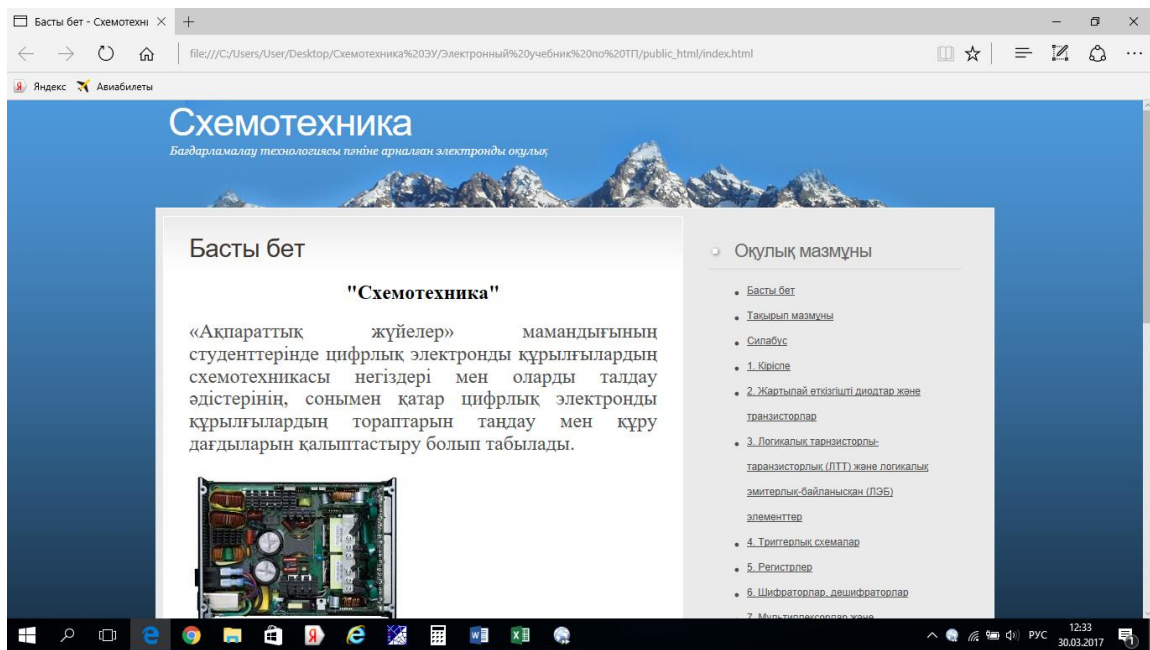 Басты бет - Схемотехни
file:///C:/Users/User/Desktop/Схемотехника%20ЭУ/Электронный%20учебник%20по%20ТП/public_html/index.html
Яндекс Авиабилеты
Схемотехника
Бағдарламалау технологиясы пәніне арналған электронды оқулық
Басты бет
"Схемотехника"
«Ақпараттық жүйелер» мамандығының
студенттерінде цифрлық электронды құрылғылардың
схемотехникасы негіздері мен оларды талдау
әдістерінің, сонымен қатар цифрлық электронды
құрылғылардың тораптарын таңдау мен құру
дағдыларын қалыптастыру болып табылады.
Оқулық мазмұны
Басты бет
Тақырып мазмұны
Силабус
1. Кіріспе
2. Жартылай өткізгішті диодтар және
транзисторлар
3. Логикалық тарнзисторлы-
таранзисторлық (ЛТТ) және логикалық
эмитерлық-байланысқан (ЛЭБ)
элементтер
4. Триггерлық схемалар
5. Регистрлер
6. Шифраторлар, дешифраторлар
7. Мультиплексорлар және
РУС
12:33
30.03.2017